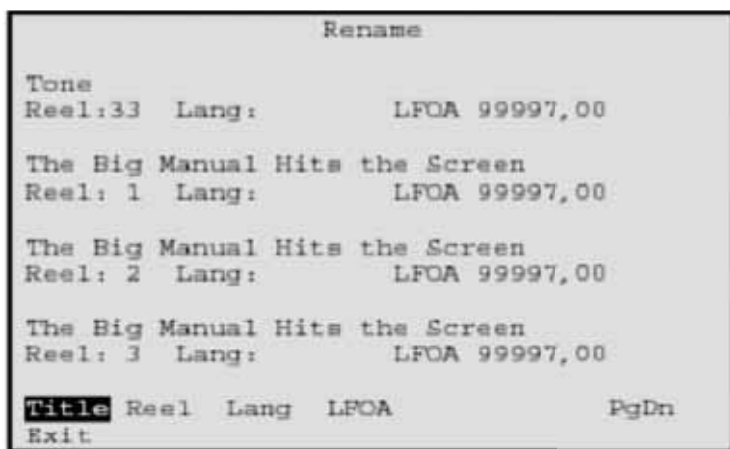 Rename
Tone
Reel:33 Lang: LFOA 99997,00
The Big Manual Hits the Screen
Reel: 1 Lang: LFOA 99997,00
The Big Manual Hits the Screen
Reel: 2 Lang: LFOA 99997,00
The Big Manual Hits the Screen
Reel: 3 Lang: LFOA 99997,00
Title Reel Lang LFOA PgDn
Exit